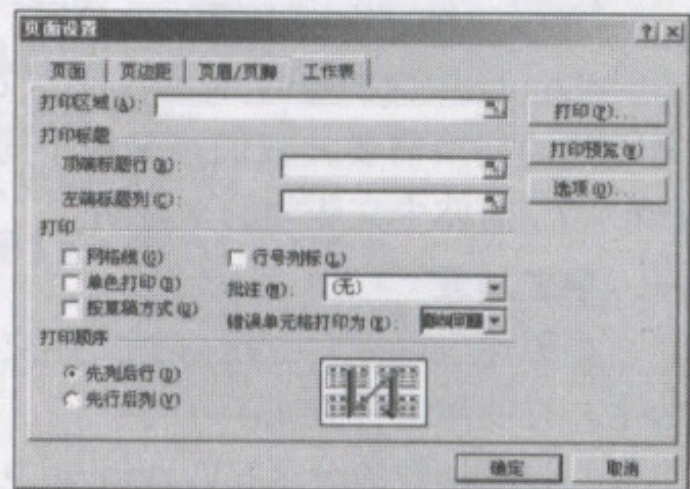 页面设置
页面 页边距 页眉/页脚 工作表
打印区域(A): 打印(P)...
打印标题 打印预览(W)
顶端标题行(R): 选项(O)...
左端标题列(C):
打印
网格线(G) 行号列标(L)
单色打印(B) 批注(M): (无)
按草稿方式(Q) 错误单元格打印为(E):
打印顺序
先列后行(D)
先行后列(V)
确定 取消